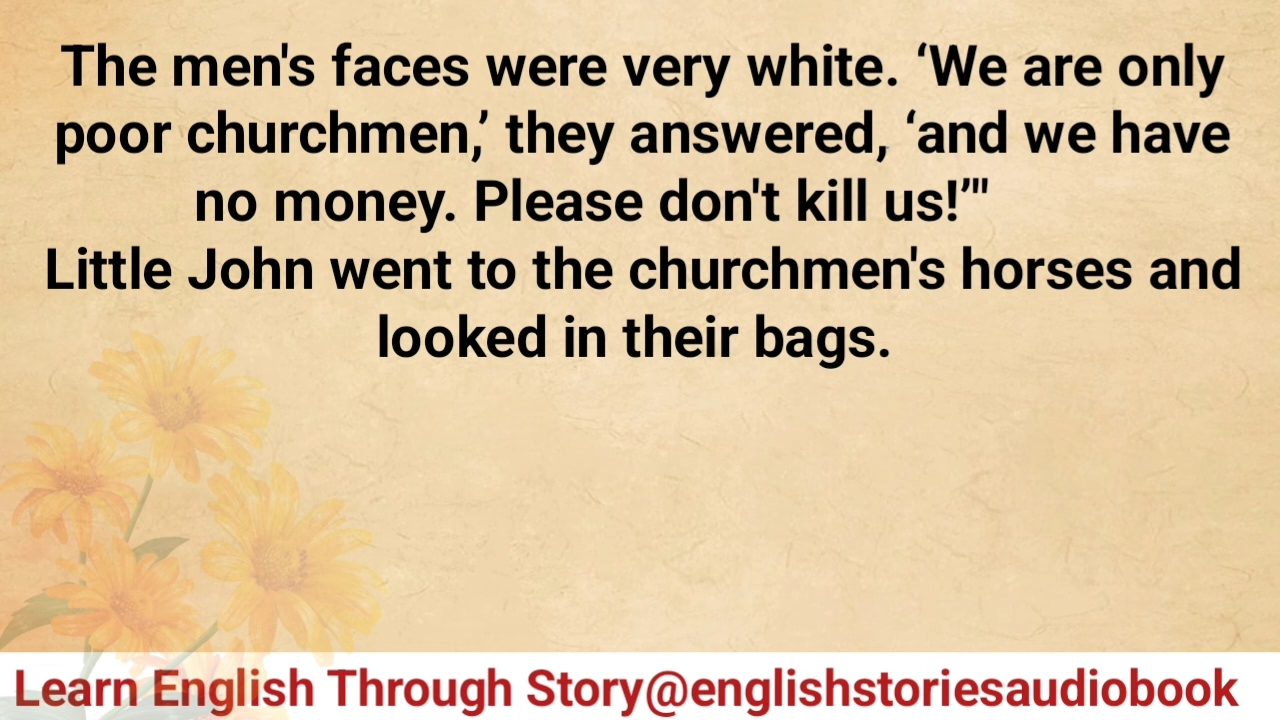 The men's faces were very white. ‘We are only
poor churchmen,’ they answered, ‘and we have
no money. Please don't kill us!’"
Little John went to the churchmen's horses and
looked in their bags.
Learn English Through Story@englishstoriesaudiobook